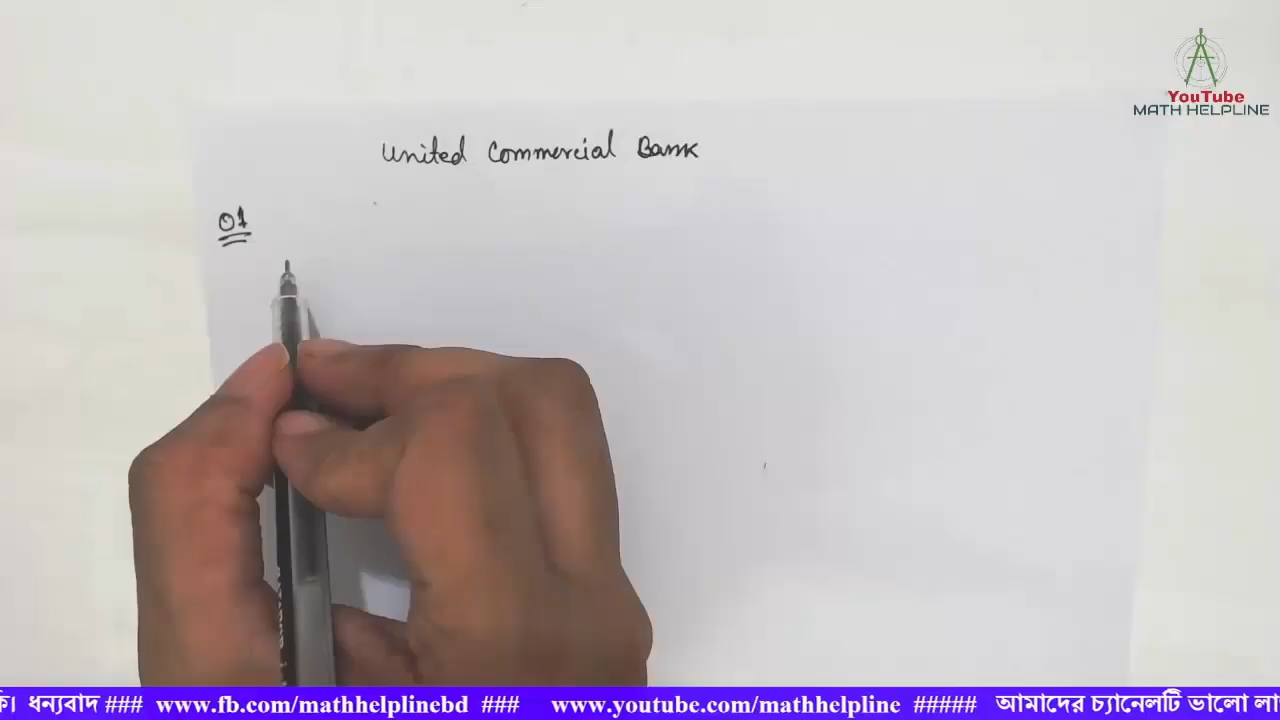 YouTube
MATH HELPLINE
United Commercial Bank
01
কি। ধন্যবাদ ### www.fb.com/mathhelplinebd ### www.youtube.com/mathhelpline ##### আমাদের চ্যানেলটি ভালো লা